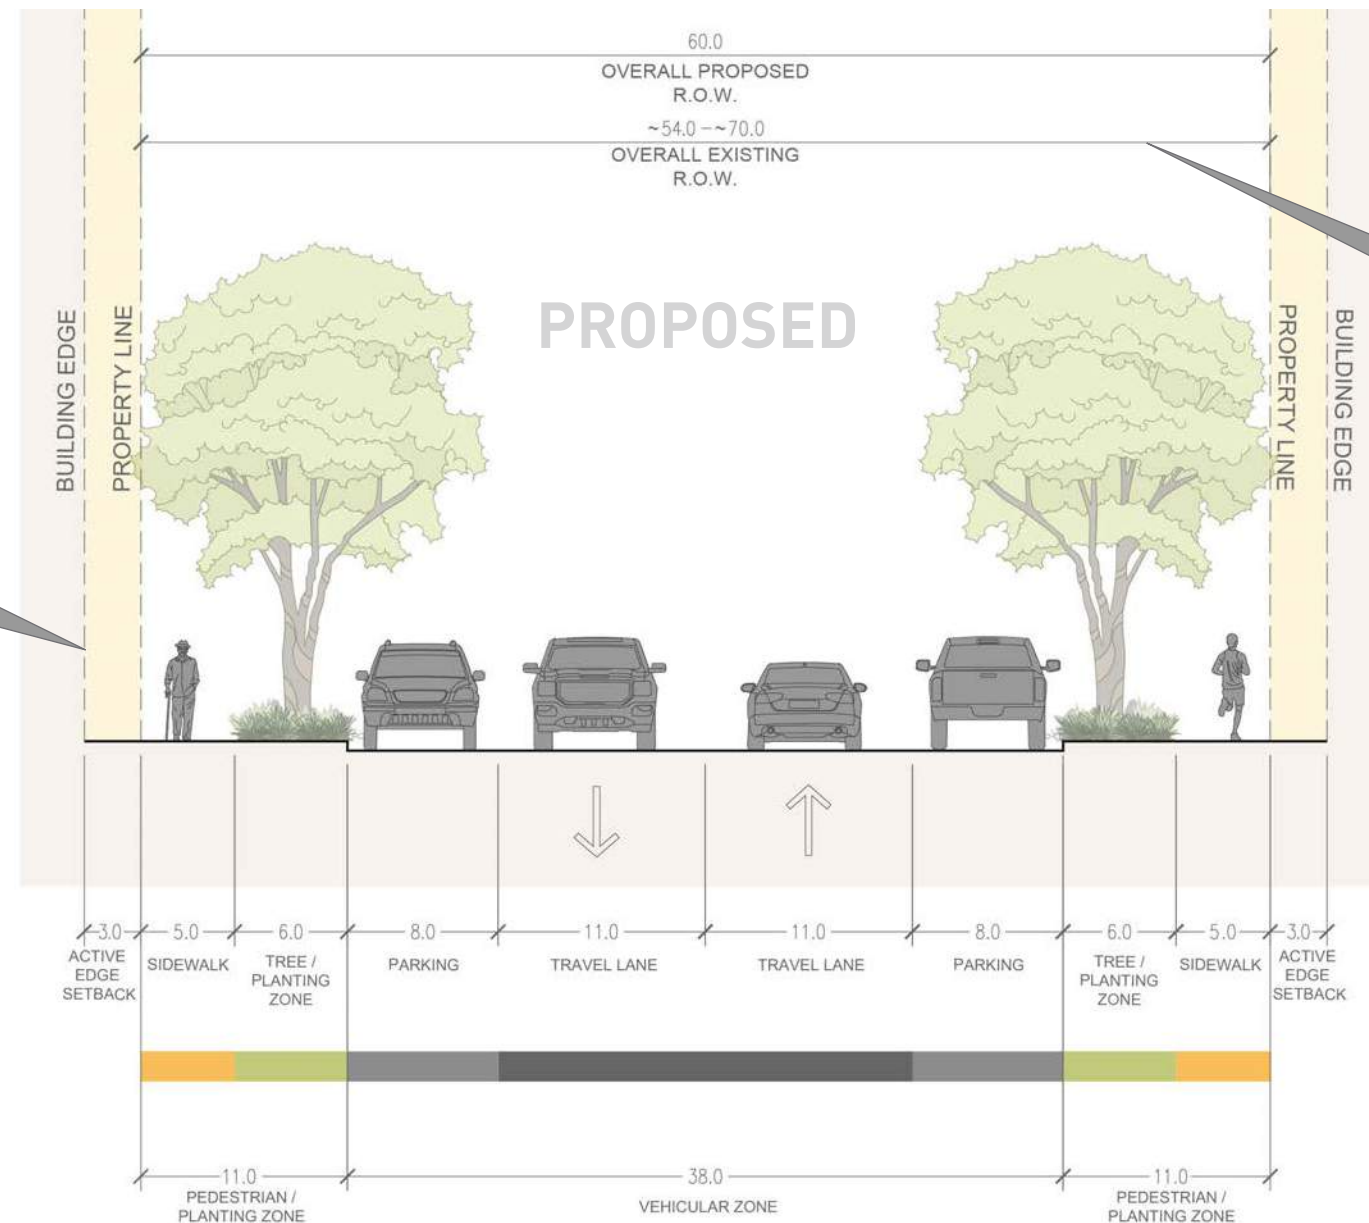 60.0
OVERALL PROPOSED
R.O.W.
~54.0 – ~70.0
OVERALL EXISTING
R.O.W.
PROPOSED
BUILDING EDGE
PROPERTY LINE
PROPERTY LINE
BUILDING EDGE
3.0
5.0
6.0
8.0
11.0
11.0
8.0
6.0
5.0
3.0
ACTIVE
EDGE
SETBACK
SIDEWALK
TREE /
PLANTING
ZONE
PARKING
TRAVEL LANE
TRAVEL LANE
PARKING
TREE /
PLANTING
ZONE
SIDEWALK
ACTIVE
EDGE
SETBACK
11.0
PEDESTRIAN /
PLANTING ZONE
38.0
VEHICULAR ZONE
11.0
PEDESTRIAN /
PLANTING ZONE